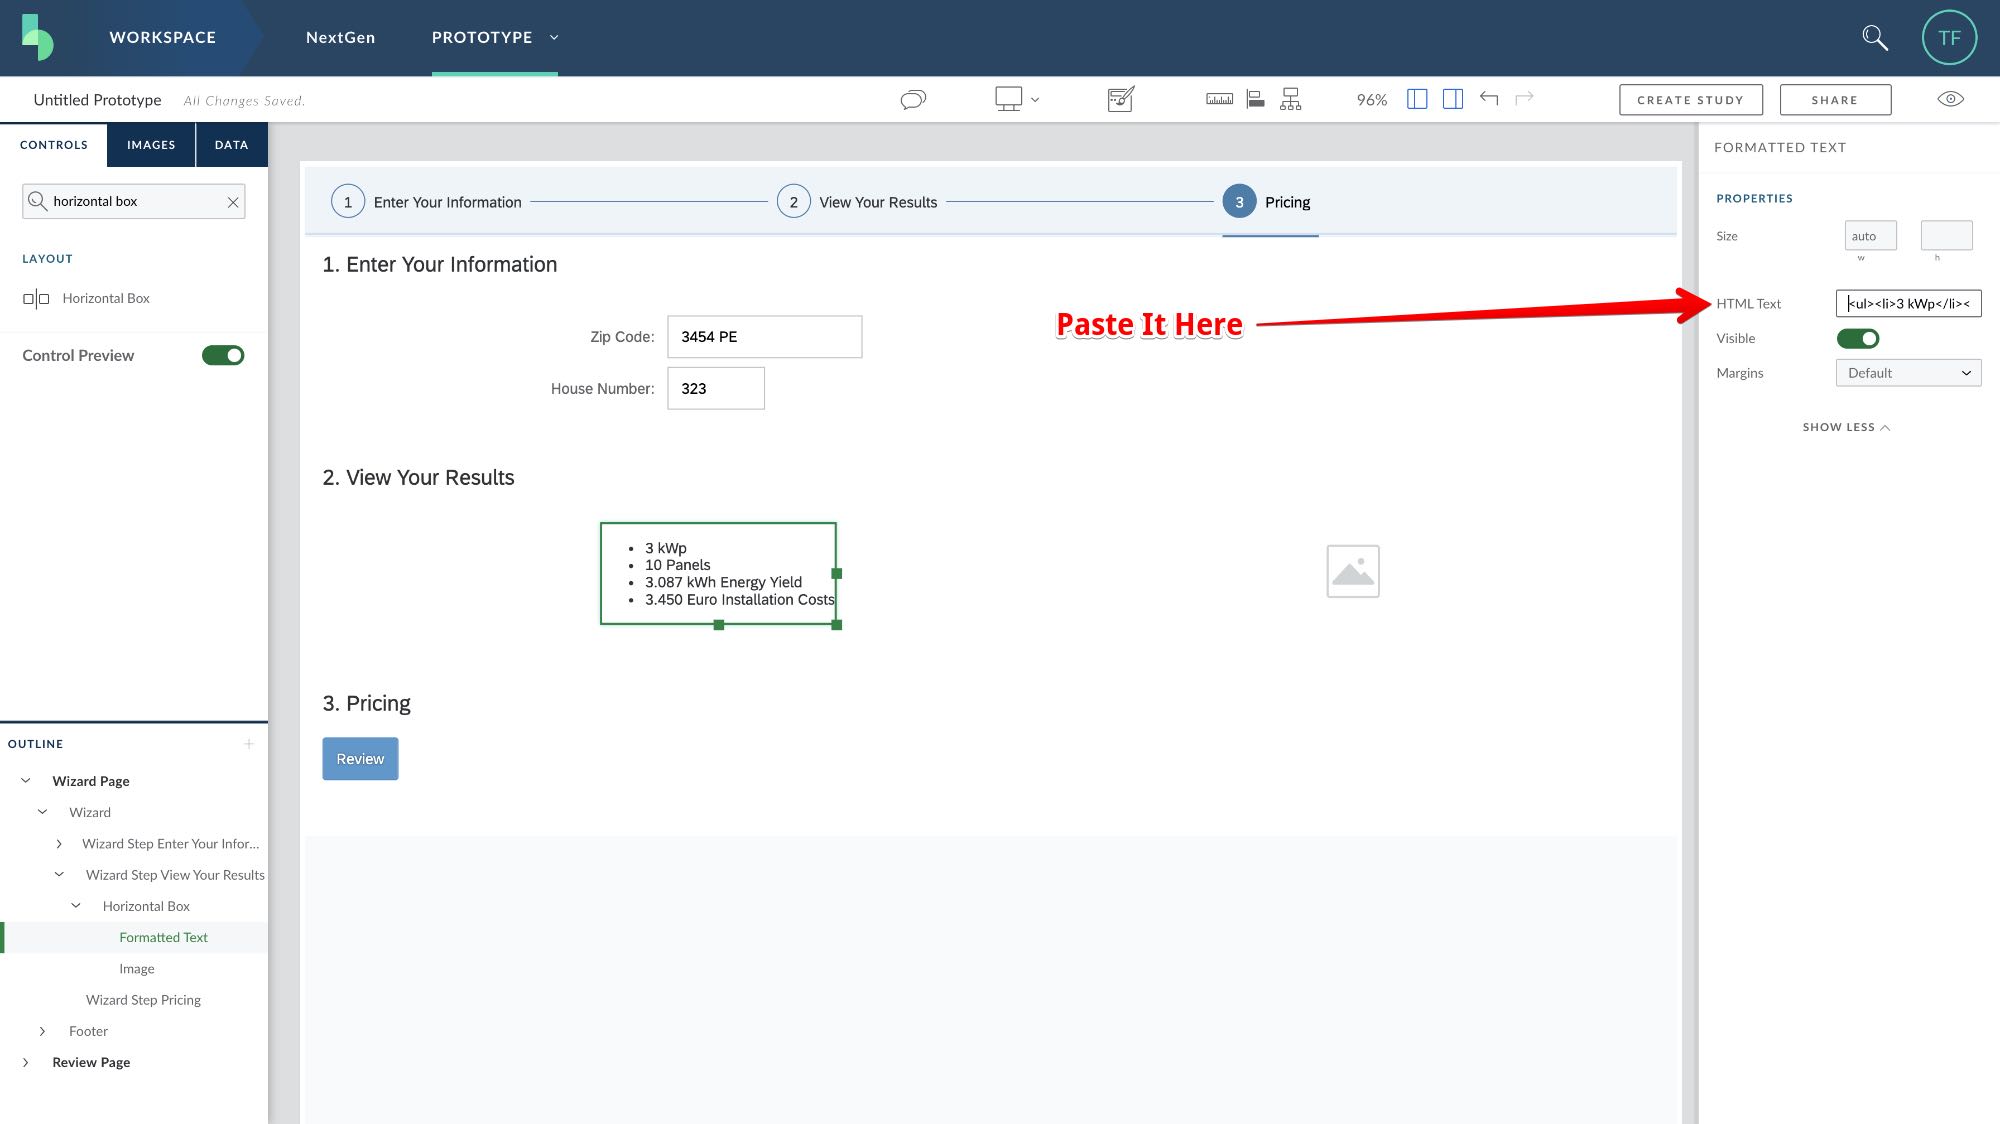 WORKSPACE
NextGen
PROTOTYPE
TF
Untitled Prototype
All Changes Saved.
96%
CREATE STUDY
SHARE
CONTROLS
IMAGES
DATA
horizontal box
LAYOUT
Horizontal Box
Control Preview
1
Enter Your Information
2
View Your Results
3
Pricing
1. Enter Your Information
Zip Code:
3454 PE
House Number:
323
Paste It Here
2. View Your Results
• 3 kWp
• 10 Panels
• 3.087 kWh Energy Yield
• 3.450 Euro Installation Costs
3. Pricing
Review
FORMATTED TEXT
PROPERTIES
Size
auto
w
h
HTML Text
<ul><li>3 kWp</li><
Visible
Margins
Default
SHOW LESS
OUTLINE
Wizard Page
Wizard
Wizard Step Enter Your Infor...
Wizard Step View Your Results
Horizontal Box
Formatted Text
Image
Wizard Step Pricing
Footer
Review Page